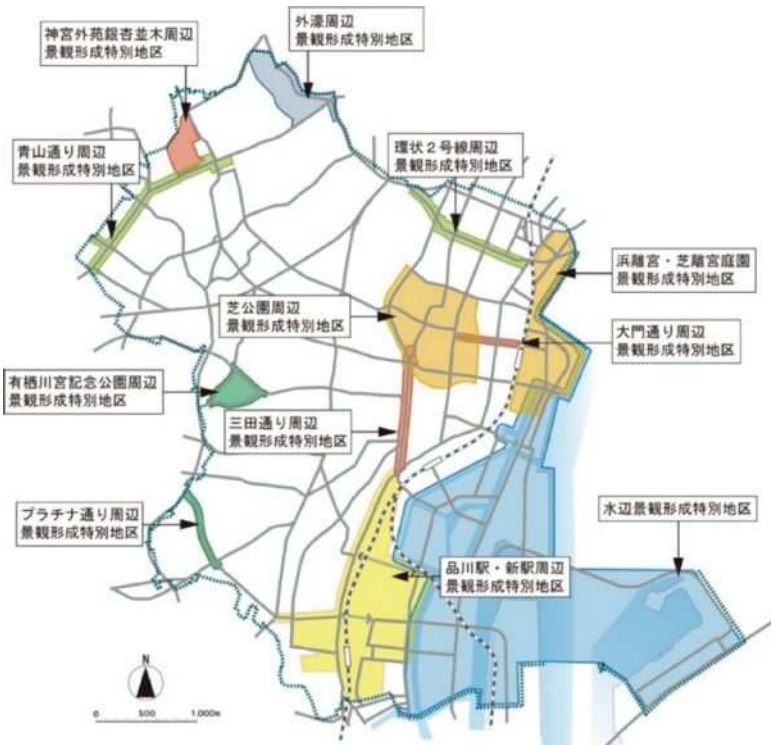 神宮外苑銀杏並木周辺
景観形成特別地区
外濠周辺
景観形成特別地区
青山通り周辺
景観形成特別地区
環状２号線周辺
景観形成特別地区
浜離宮・芝離宮庭園
景観形成特別地区
芝公園周辺
景観形成特別地区
大門通り周辺
景観形成特別地区
有栖川宮記念公園周辺
景観形成特別地区
三田通り周辺
景観形成特別地区
プラチナ通り周辺
景観形成特別地区
水辺景観形成特別地区
品川駅・新駅周辺
景観形成特別地区
N
0 500 1.000m